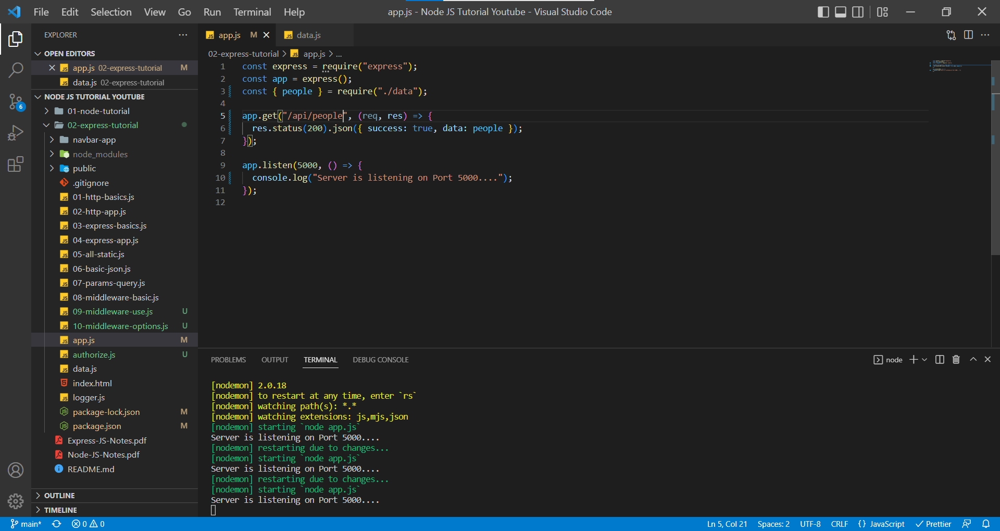 File Edit Selection View Go Run Terminal Help
app.js - Node JS Tutorial Youtube - Visual Studio Code
EXPLORER
OPEN EDITORS
app.js 02-express-tutorial M
data.js 02-express-tutorial
NODE JS TUTORIAL YOUTUBE
01-node-tutorial
02-express-tutorial
navbar-app
node_modules
public
.gitignore
01-http-basics.js
02-http-app.js
03-express-basics.js
04-express-app.js
05-all-static.js
06-basic-json.js
07-params-query.js
08-middleware-basic.js
09-middleware-use.js U
10-middleware-options.js U
app.js M
authorize.js U
data.js
index.html
logger.js
package-lock.json M
package.json M
Express-JS-Notes.pdf
Node-JS-Notes.pdf
README.md
OUTLINE
TIMELINE
6
app.js M
data.js
02-express-tutorial > app.js > ...
1 const express = require("express");
2 const app = express();
3 const { people } = require("./data");
4
5 app.get("/api/people", (req, res) => {
6 res.status(200).json({ success: true, data: people });
7 });
8
9 app.listen(5000, () => {
10 console.log("Server is listening on Port 5000....");
11 });
12
PROBLEMS OUTPUT TERMINAL DEBUG CONSOLE
node
[nodemon] 2.0.18
[nodemon] to restart at any time, enter `rs`
[nodemon] watching path(s): *.*
[nodemon] watching extensions: js,mjs,json
[nodemon] starting `node app.js`
Server is listening on Port 5000....
[nodemon] restarting due to changes...
[nodemon] starting `node app.js`
Server is listening on Port 5000....
[nodemon] restarting due to changes...
[nodemon] starting `node app.js`
Server is listening on Port 5000....
main* 0 0
Ln 5, Col 21 Spaces: 2 UTF-8 CRLF {} JavaScript Prettier